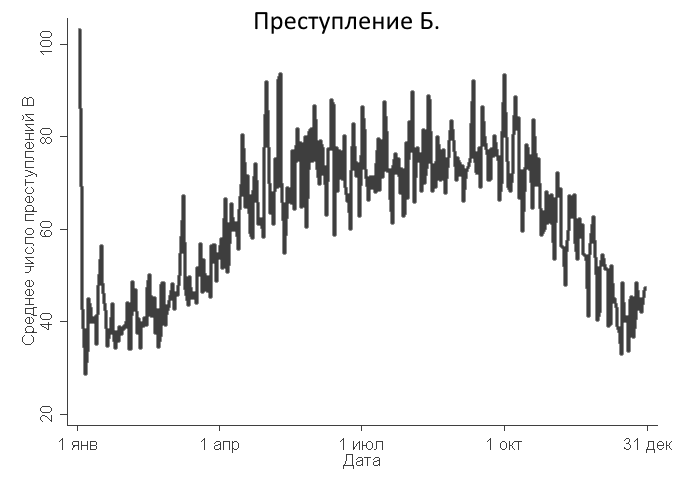 Преступление Б.
Среднее число преступлений В
100
80
60
40
20
1 янв
1 апр
1 июл
1 окт
31 дек
Дата